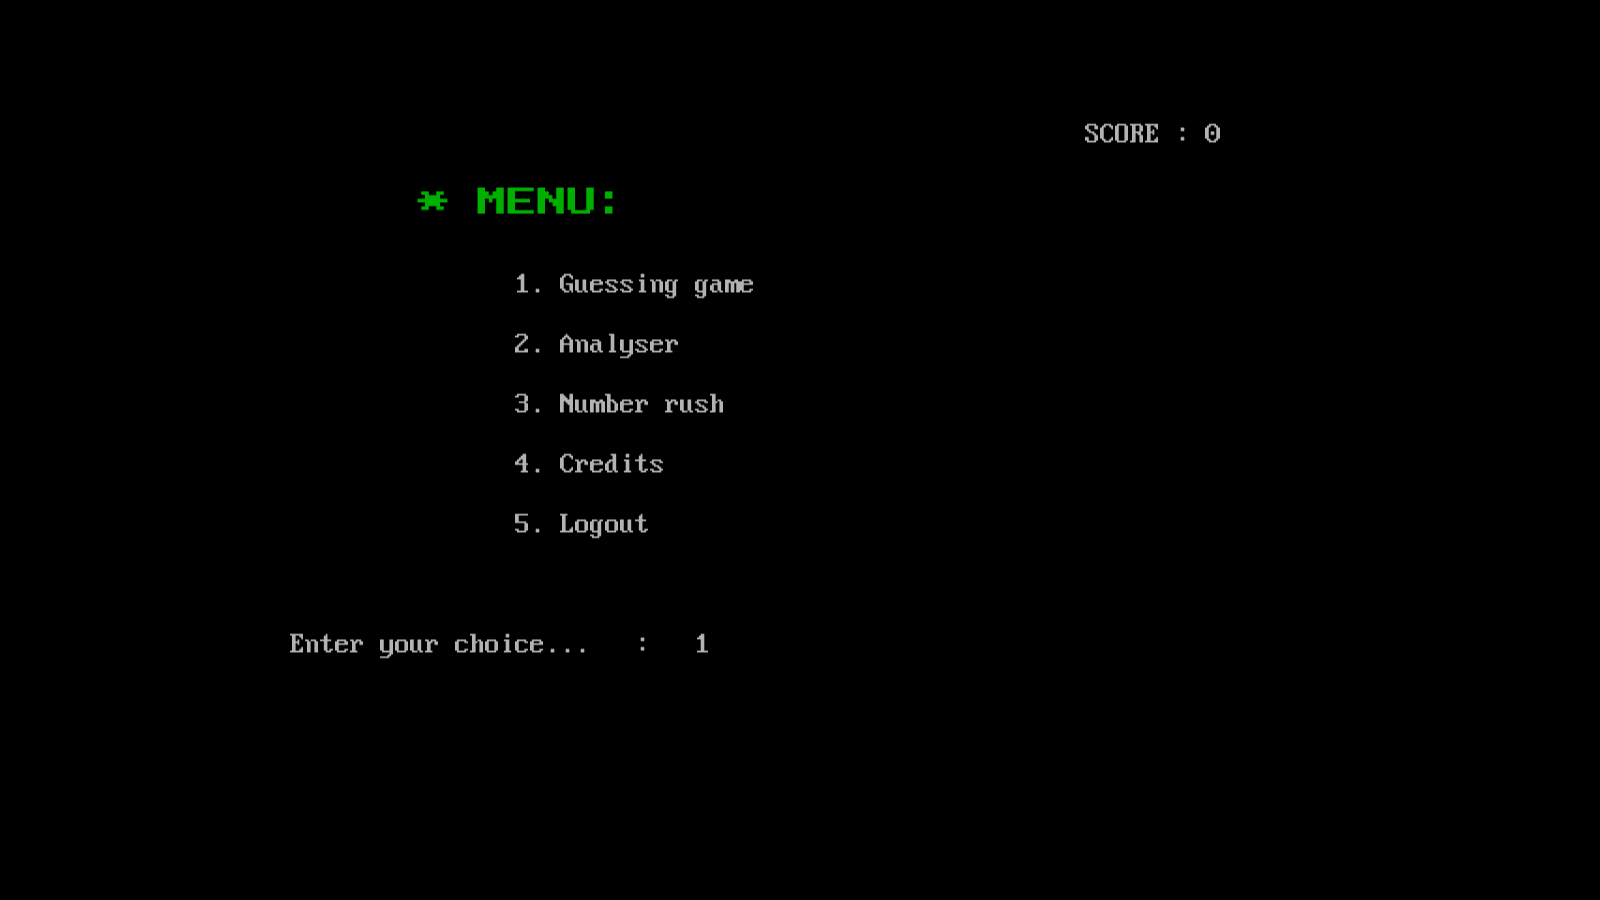 SCORE : 0
* MENU:
1. Guessing game
2. Analyser
3. Number rush
4. Credits
5. Logout
Enter your choice... : 1